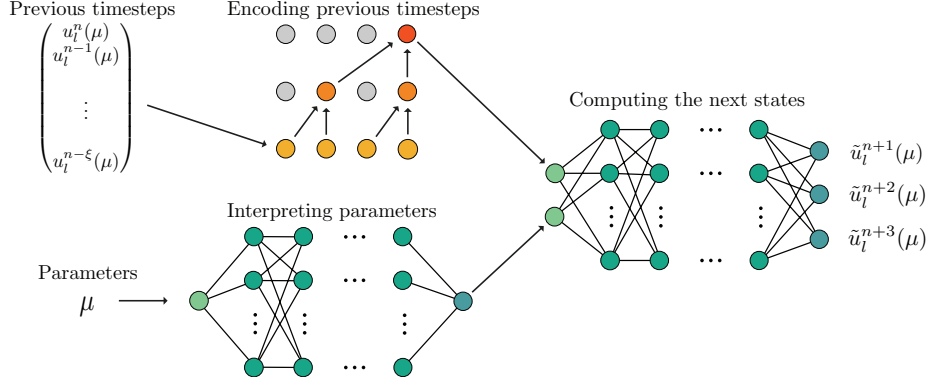 Previous timesteps
u_l^n(μ)
u_l^{n-1}(μ)
⋮
u_l^{n-ξ}(μ)
Encoding previous timesteps
Computing the next states
ũ_l^{n+1}(μ)
ũ_l^{n+2}(μ)
ũ_l^{n+3}(μ)
Interpreting parameters
Parameters
μ